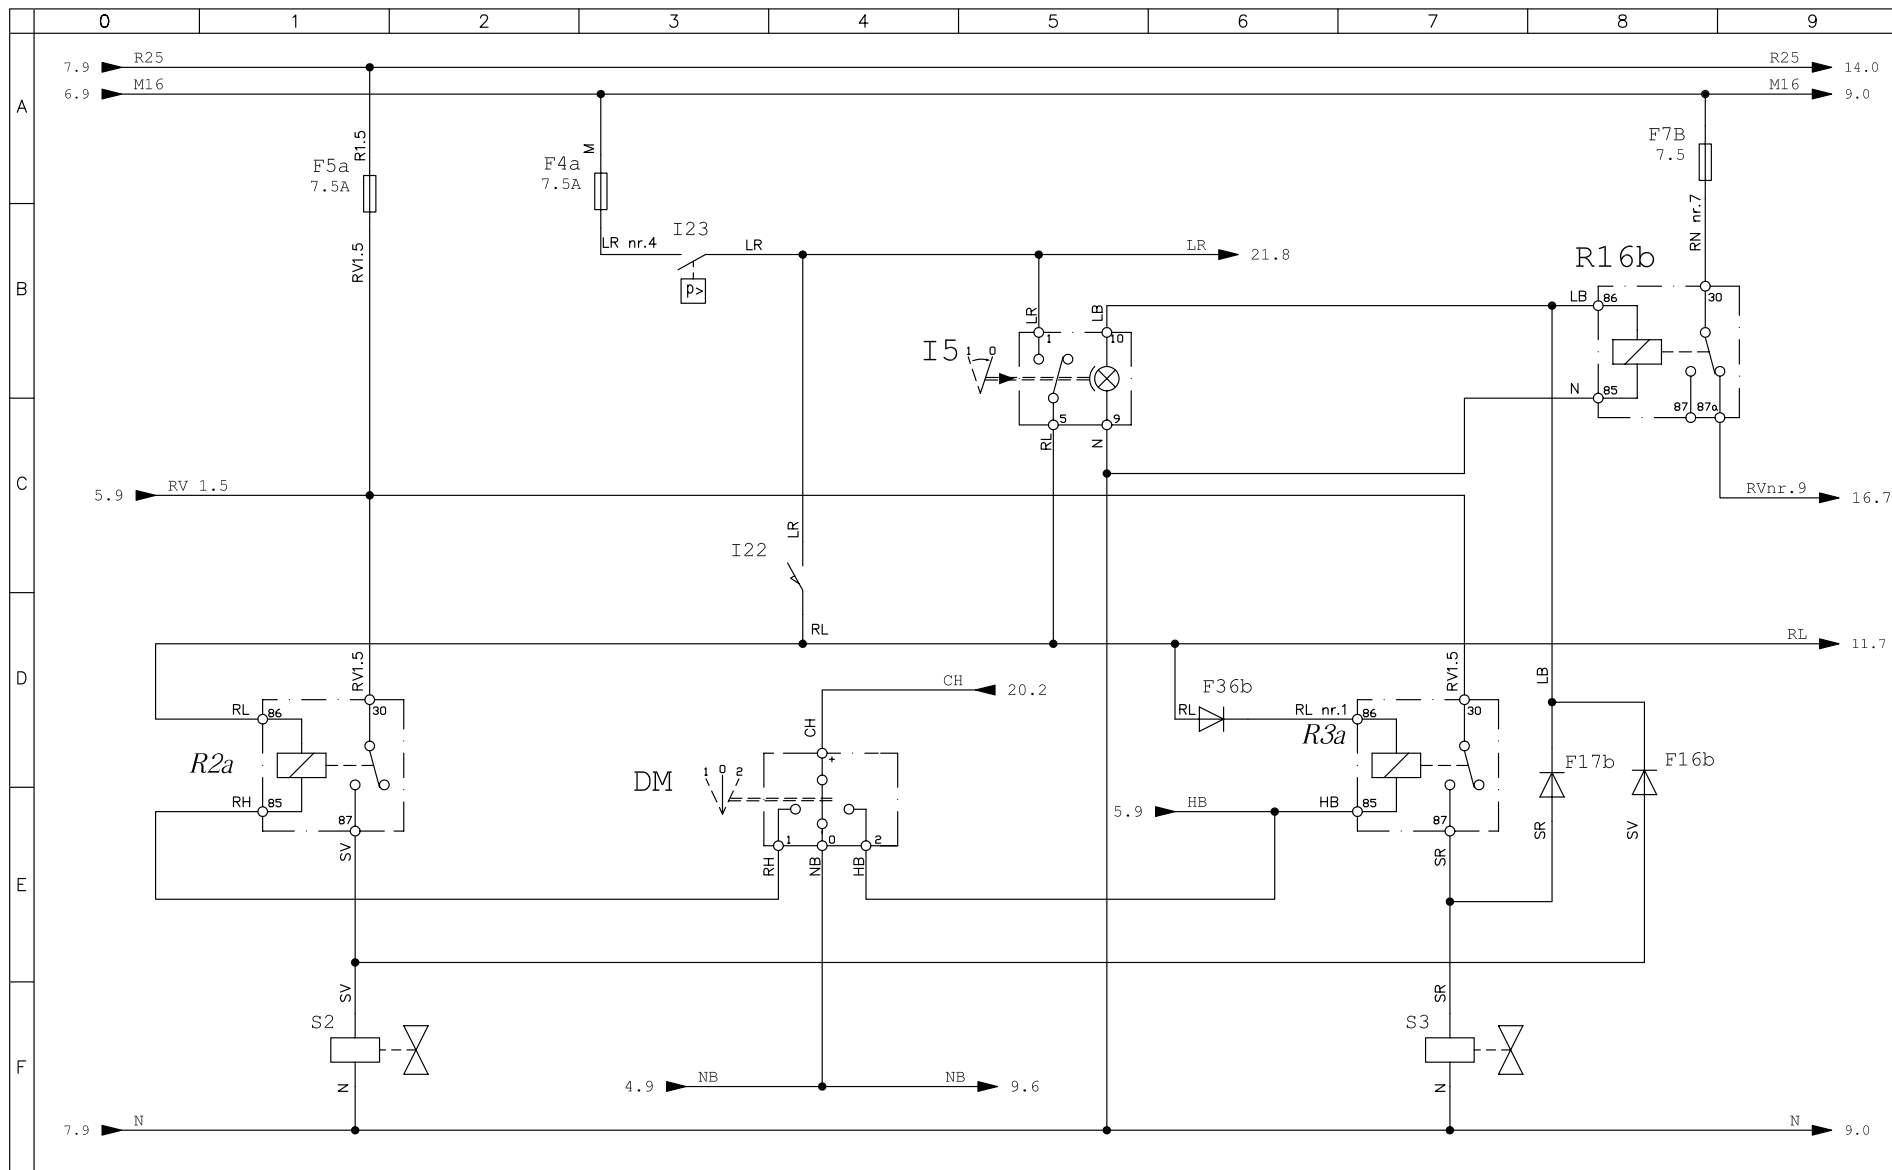 0 1 2 3 4 5 6 7 8 9
A
B
C
D
E
F
7.9 R25 R25 14.0
6.9 M16 M16 9.0
R1.5
F5a
7.5A
RV1.5
M
F4a
7.5A
F7B
7.5
RN nr.7
LR nr.4 I23 LR LR 21.8
p>
R16b
LB 86 30
N 85 87 87a
LR LB
I5 1 0 1 10
5 9
RL N
5.9 RV 1.5
RVnr.9 16.7
LR
I22
RL RL 11.7
RV1.5
RL 86 30
R2a
RH 85 87
SV
CH 20.2
CH
DM 1 0 2 +
1 0 2
RH NB HB
F36b
RL RL nr.1 86 30
RV1.5
R3a
5.9 HB HB 85 87
SR
LB
F17b F16b
SR SV
SV
S2
N
SR
S3
N
4.9 NB NB 9.6
7.9 N N 9.0